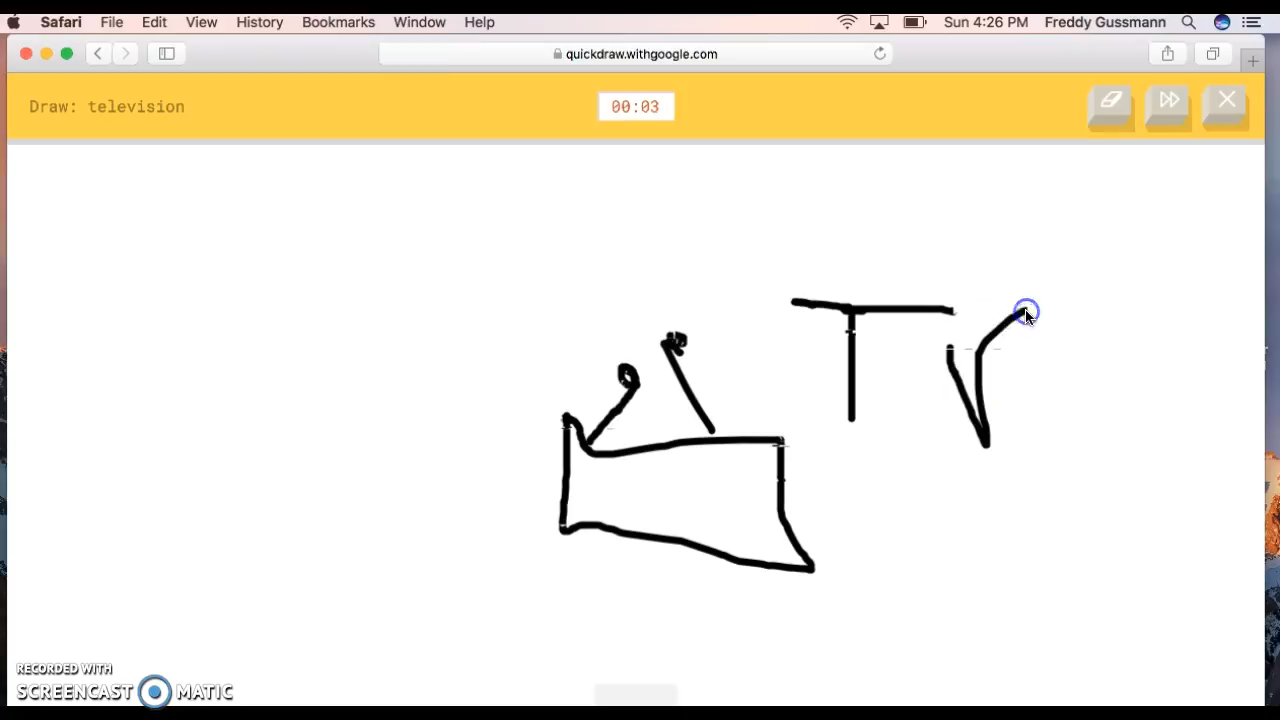 Safari File Edit View History Bookmarks Window Help Sun 4:26 PM Freddy Gussmann
quickdraw.withgoogle.com
Draw: television 00:03
TV
RECORDED WITH
SCREENCAST MATIC